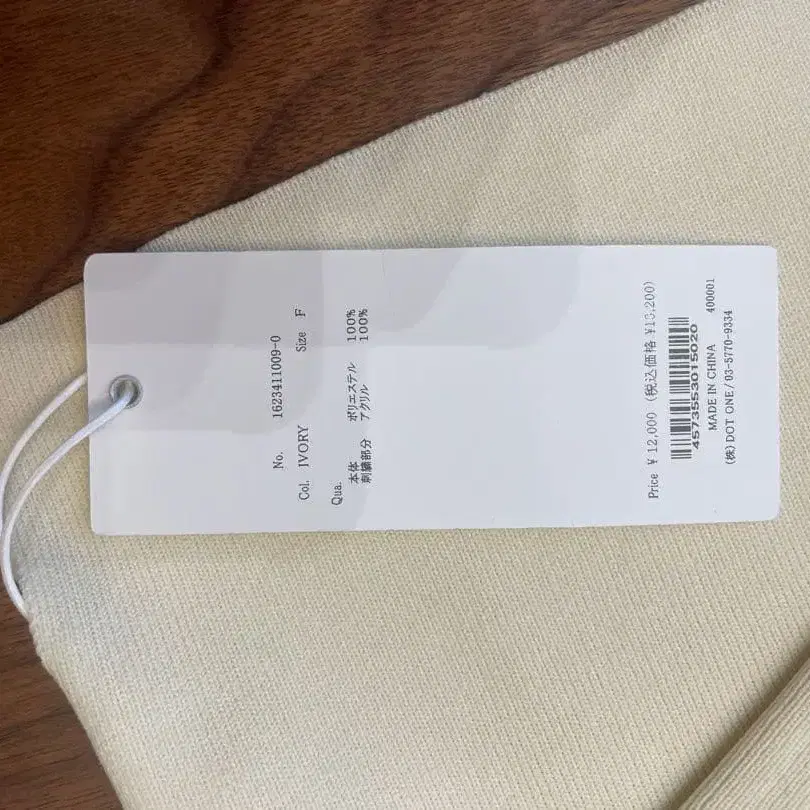 No. 1623411009-0
Col. IVORY Size F
Qua.
本体 ポリエステル 100%
刺繍部分 アクリル 100%
Price ¥12,000 (税込価格 ¥13,200)
4573553015020
MADE IN CHINA 400001
(株) DOT ONE / 03-5770-9334